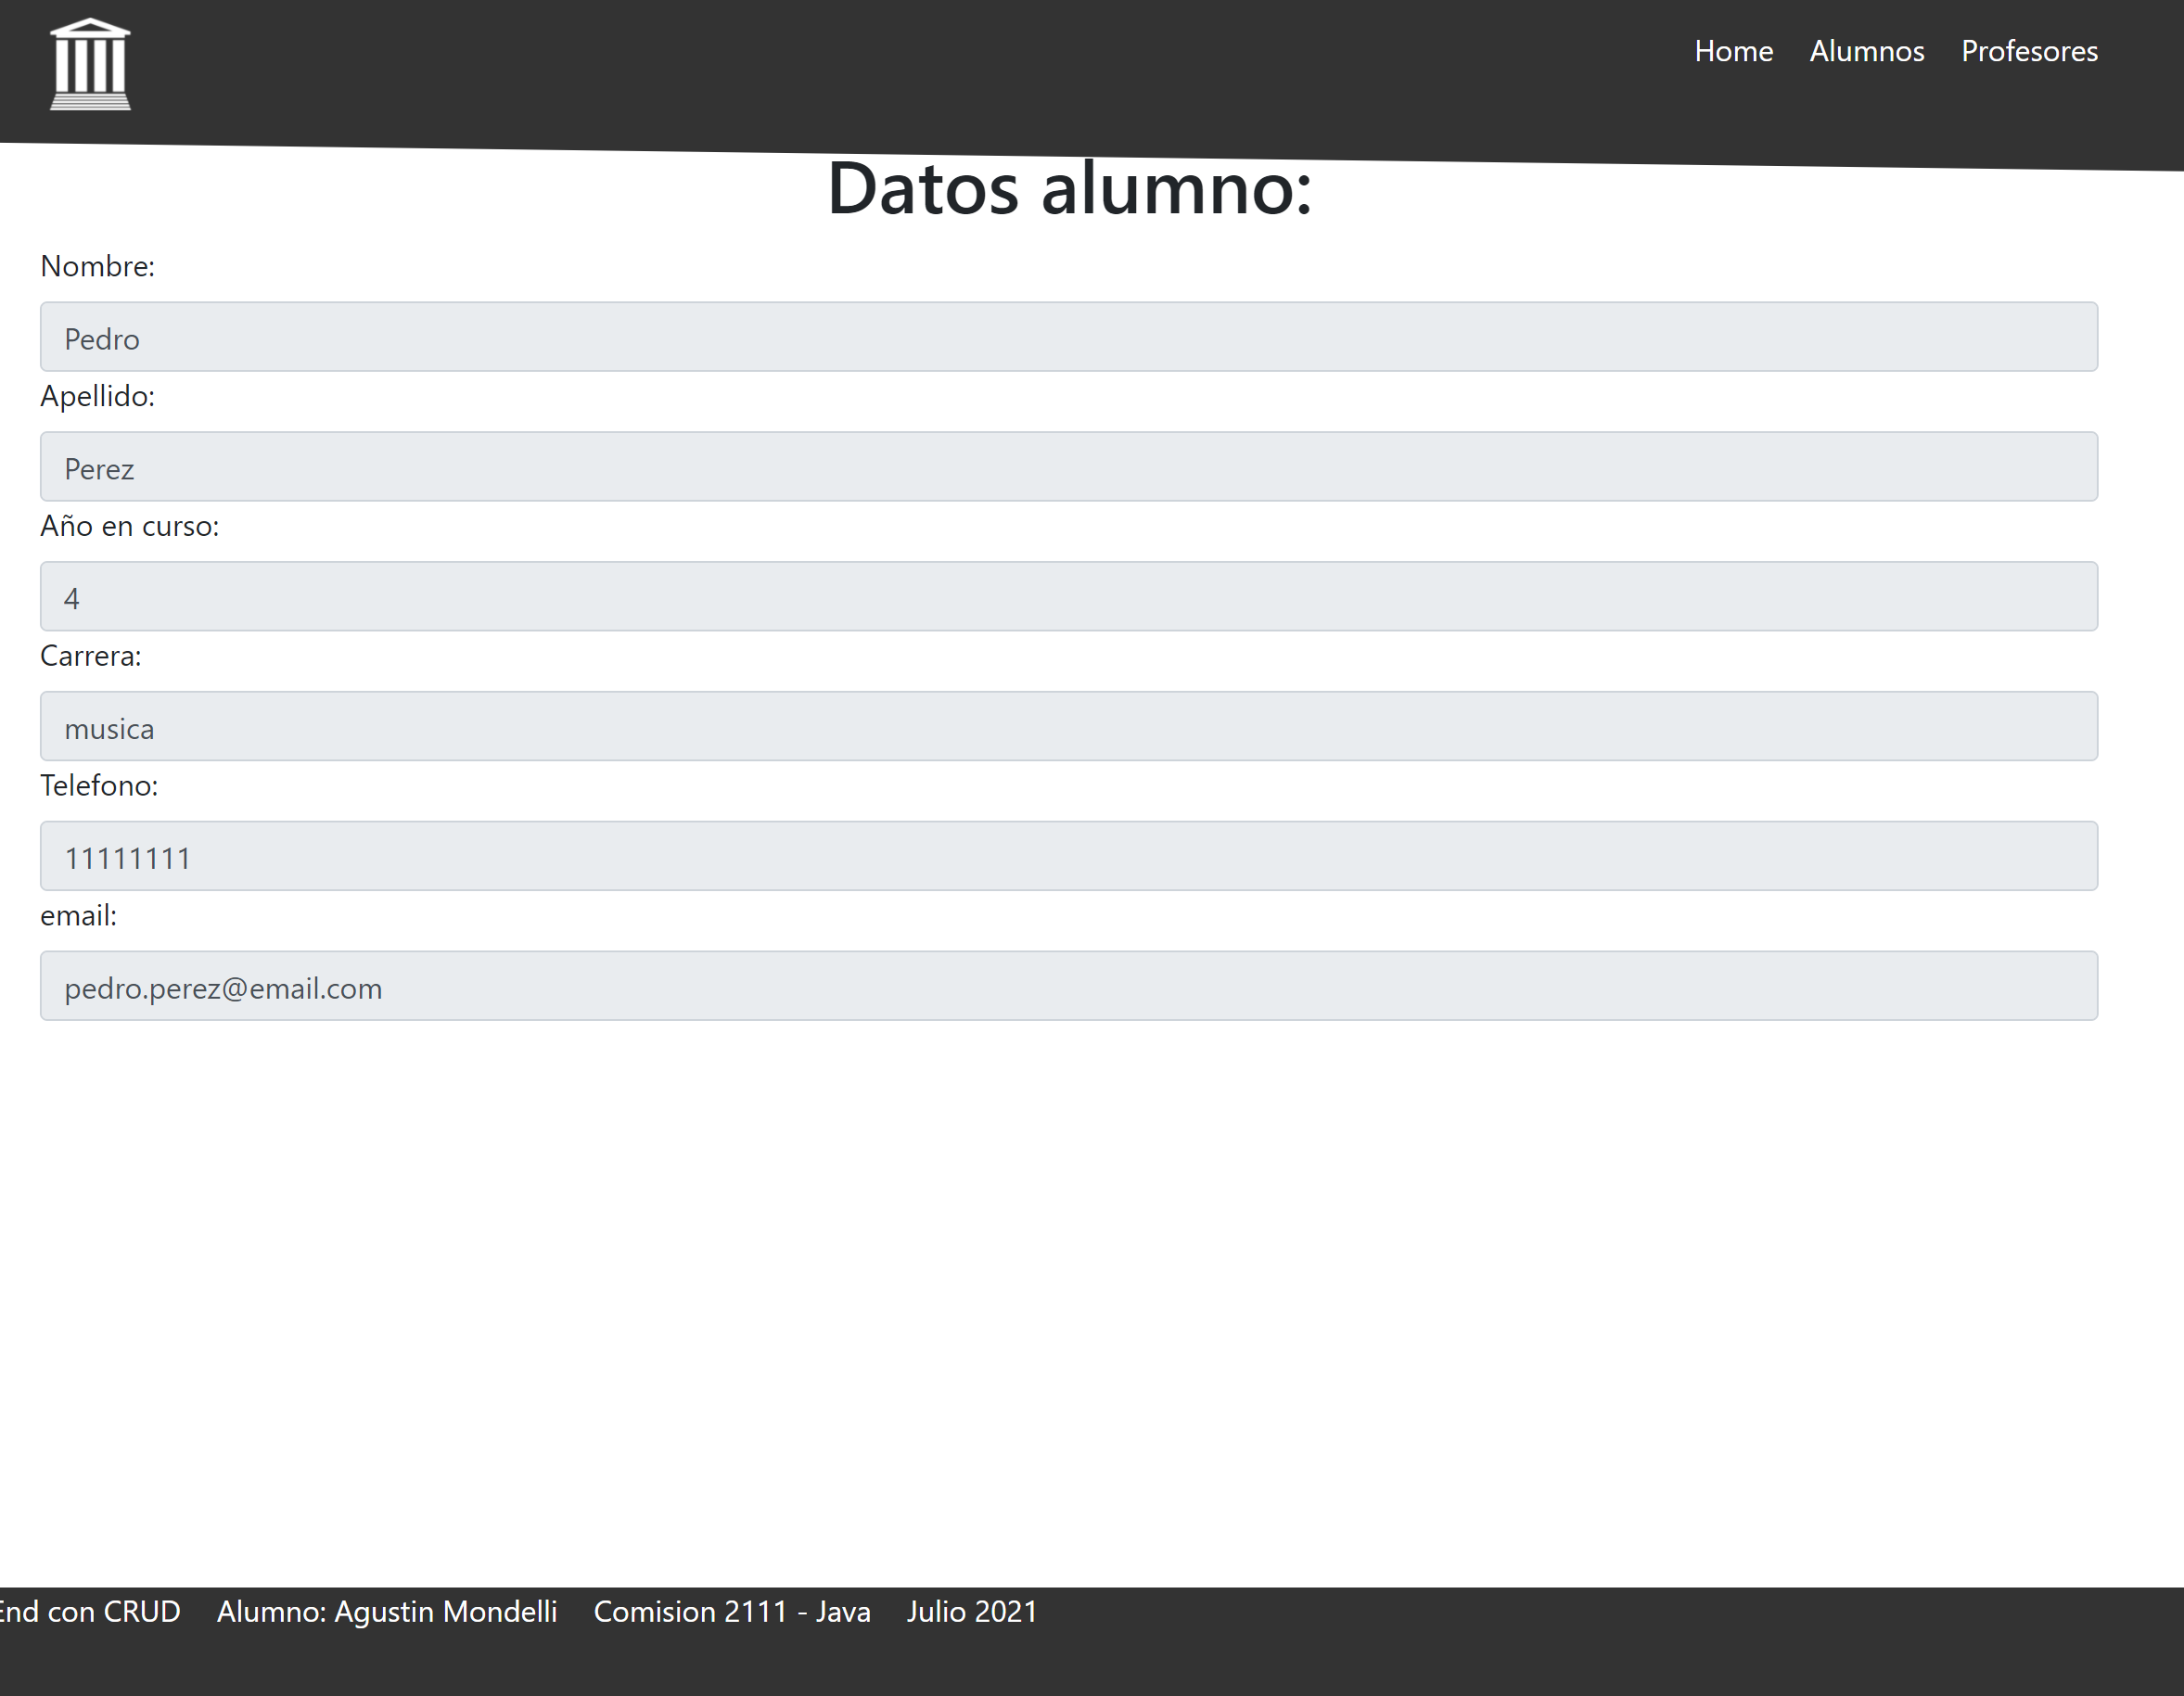 Home Alumnos Profesores
Datos alumno:
Nombre:
Pedro
Apellido:
Perez
Año en curso:
4
Carrera:
musica
Telefono:
11111111
email:
pedro.perez@email.com
End con CRUD Alumno: Agustin Mondelli Comision 2111 - Java Julio 2021